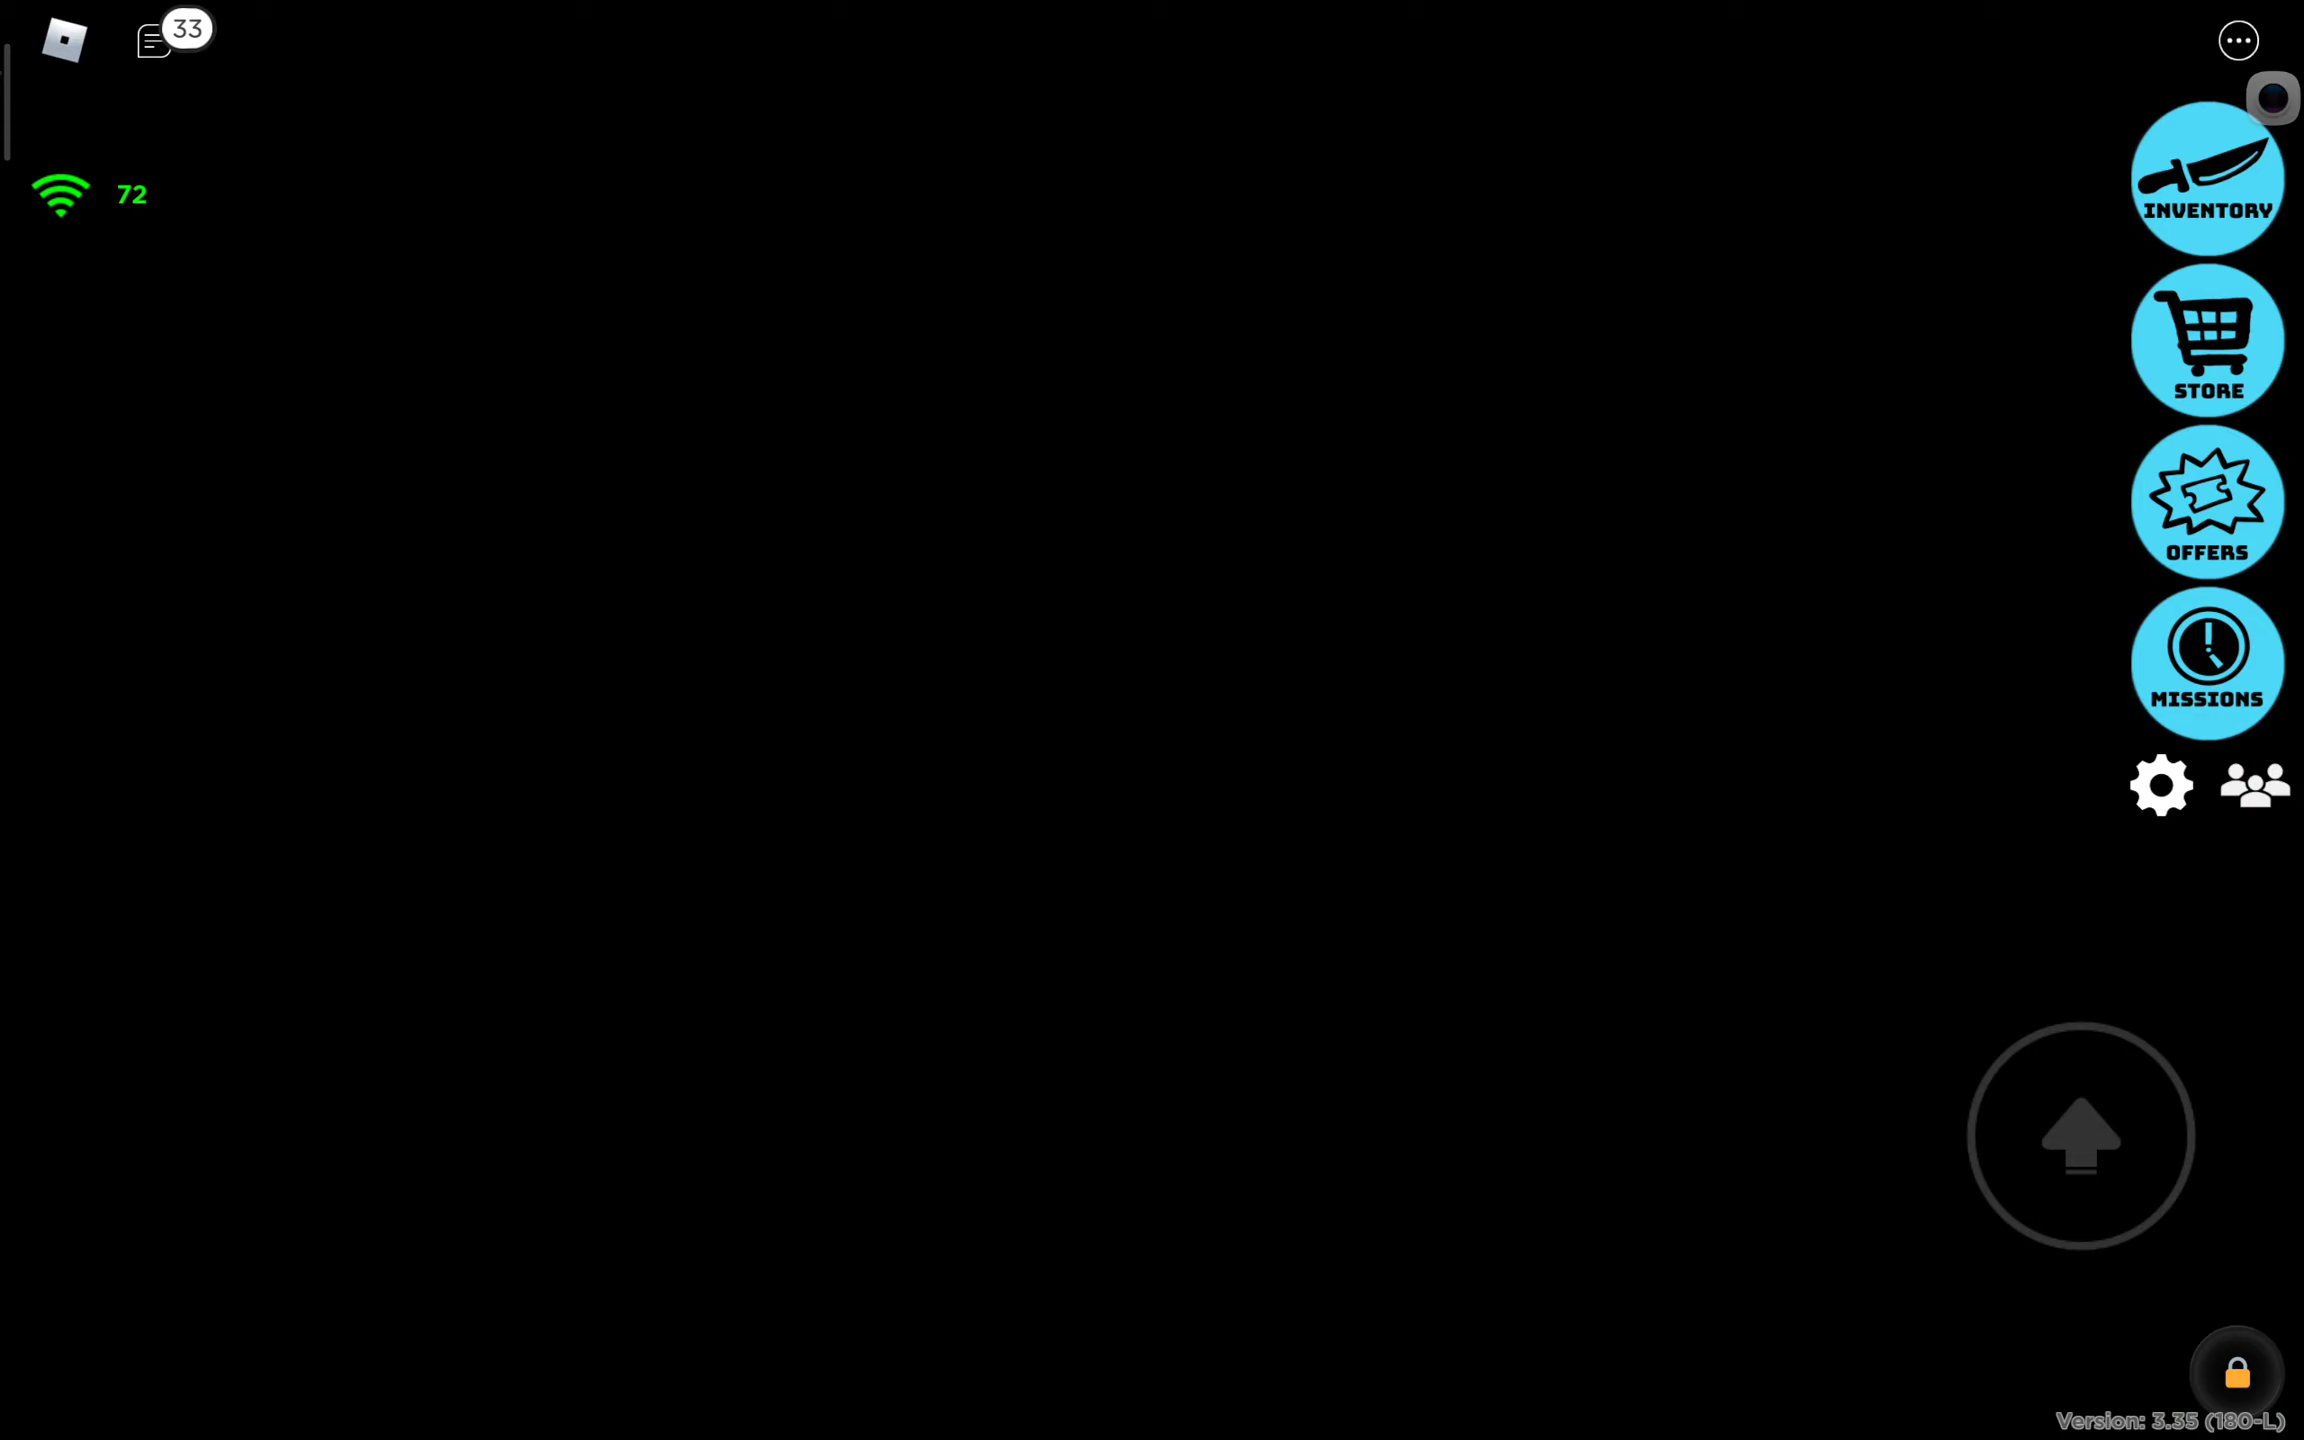 33
72
INVENTORY
STORE
OFFERS
MISSIONS
Version: 3.35 (180-L)